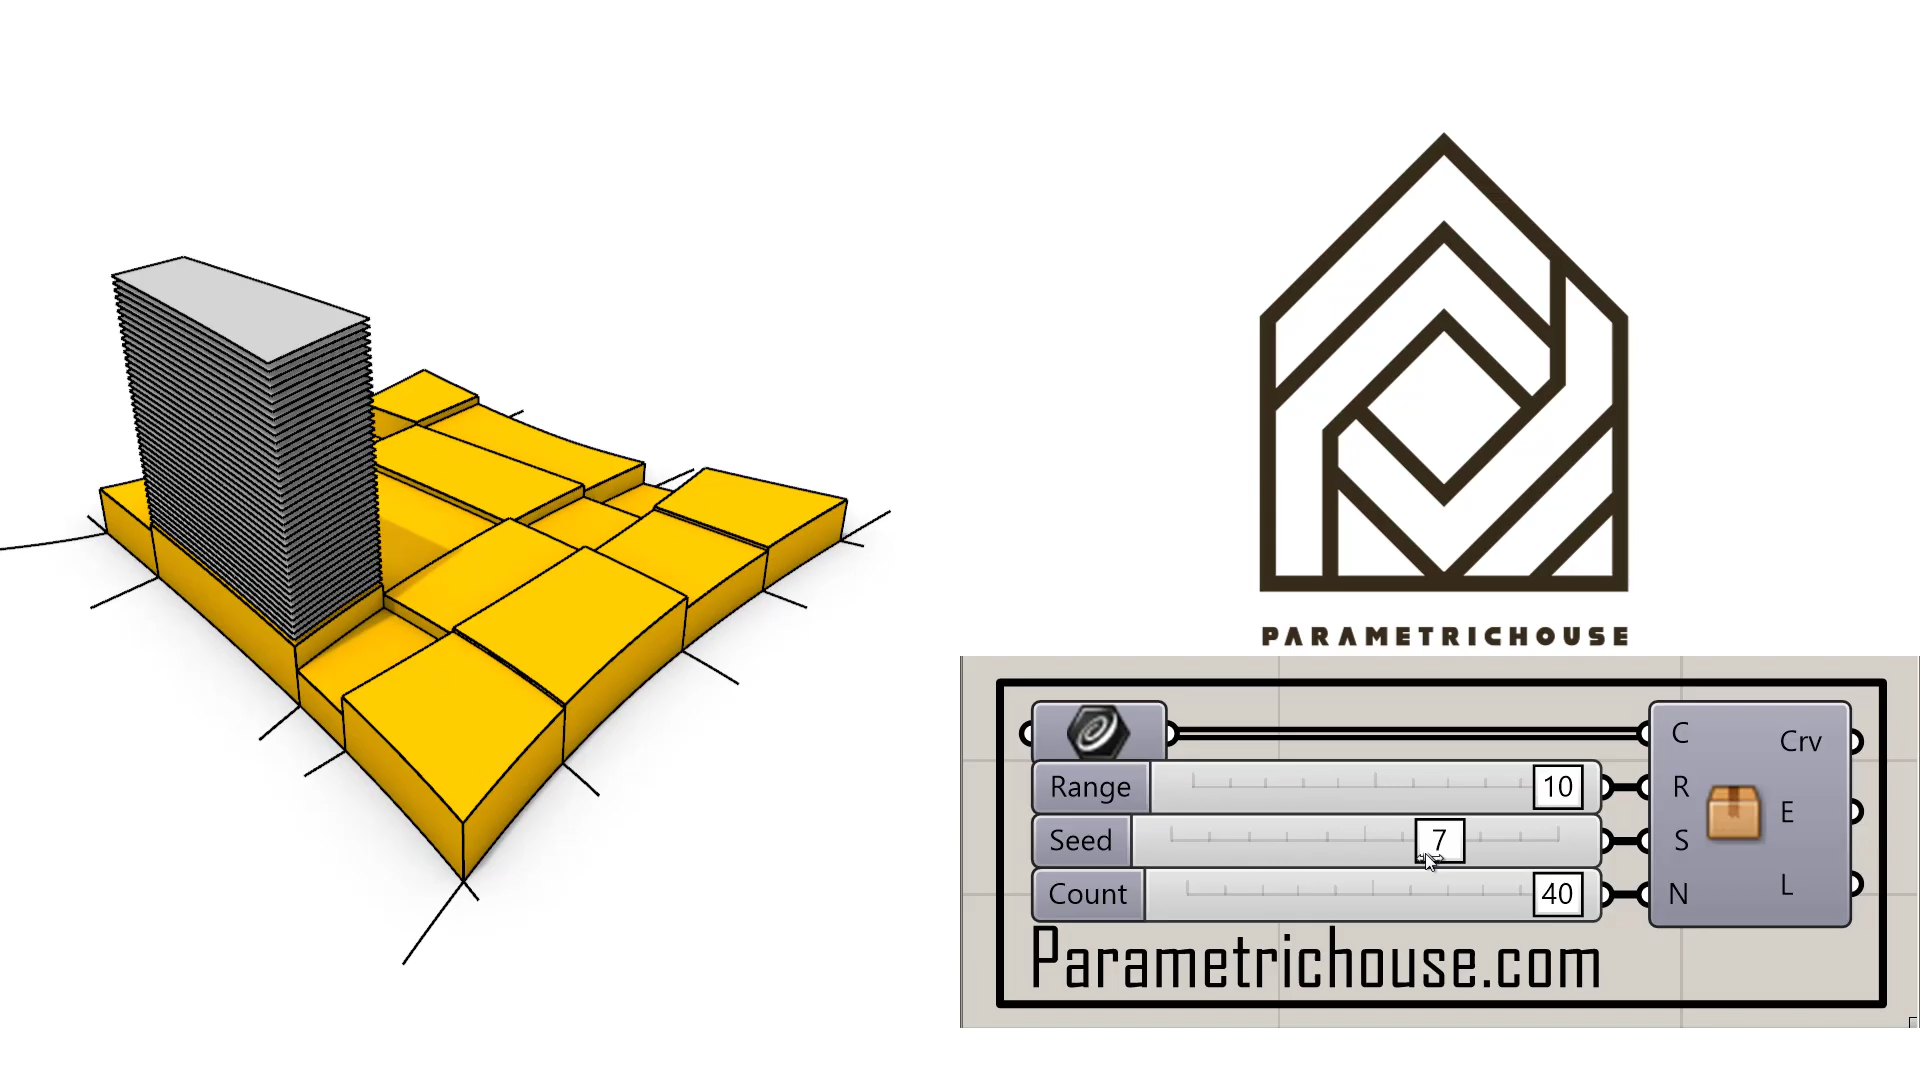 PARAMETRICHOUSE
C
Crv
Range 10
R
Seed 7
S
E
Count 40
N
L
Parametrichouse.com